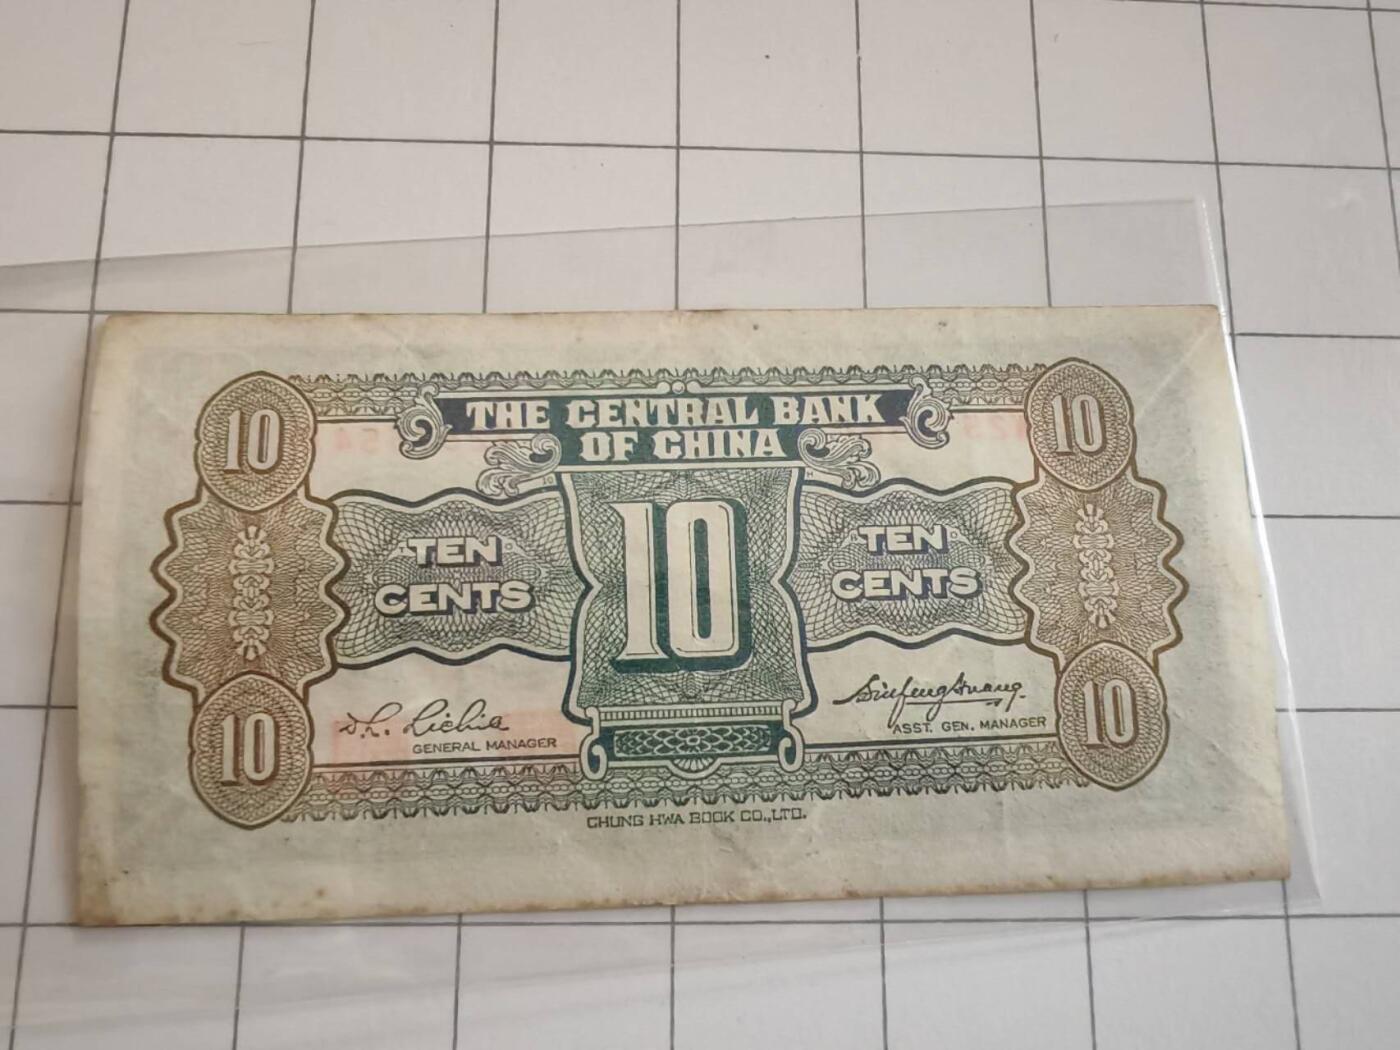 10
10
THE CENTRAL BANK
OF CHINA
10
TEN
CENTS
TEN
CENTS
10
10
GENERAL MANAGER
ASST. GEN. MANAGER
CHUNG HWA BOOK CO.,LTD.